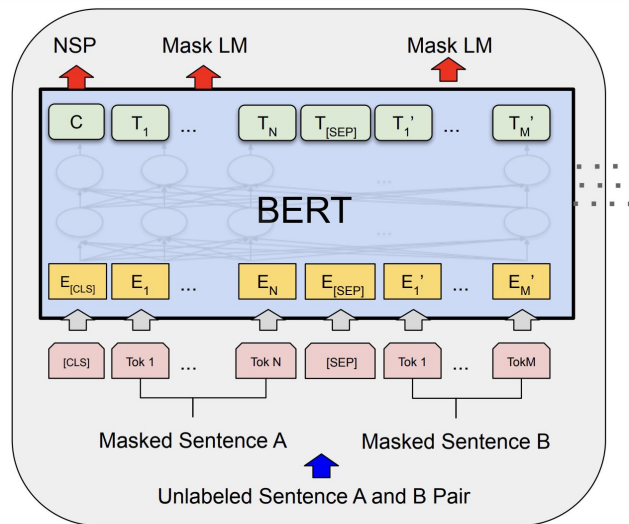 NSP Mask LM Mask LM
C T1 ... TN T[SEP] T1' ... TM'
...
BERT
...
E[CLS] E1 ... EN E[SEP] E1' ... EM'
[CLS] Tok 1 ... Tok N [SEP] Tok 1 ... TokM
Masked Sentence A Masked Sentence B
Unlabeled Sentence A and B Pair